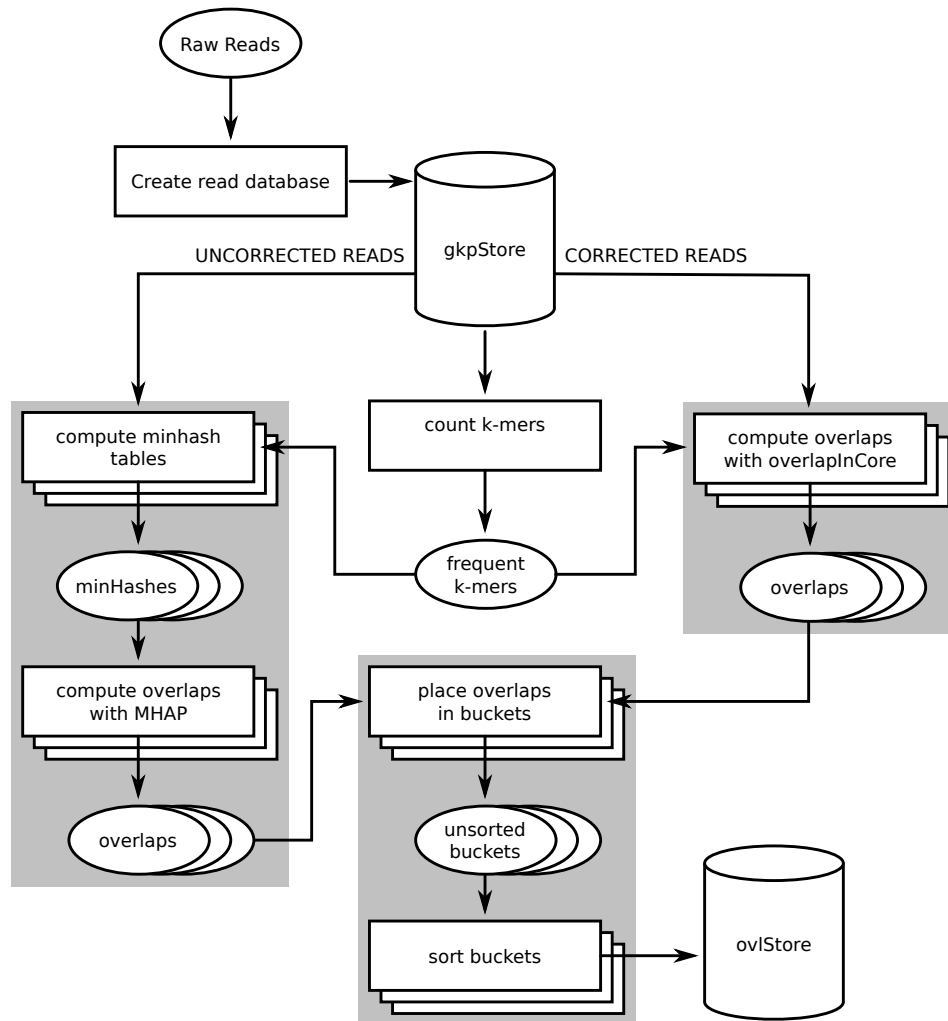 Raw Reads
Create read database
gkpStore
UNCORRECTED READS
CORRECTED READS
compute minhash
tables
count k-mers
compute overlaps
with overlapInCore
minHashes
frequent
k-mers
overlaps
compute overlaps
with MHAP
place overlaps
in buckets
overlaps
unsorted
buckets
sort buckets
ovlStore